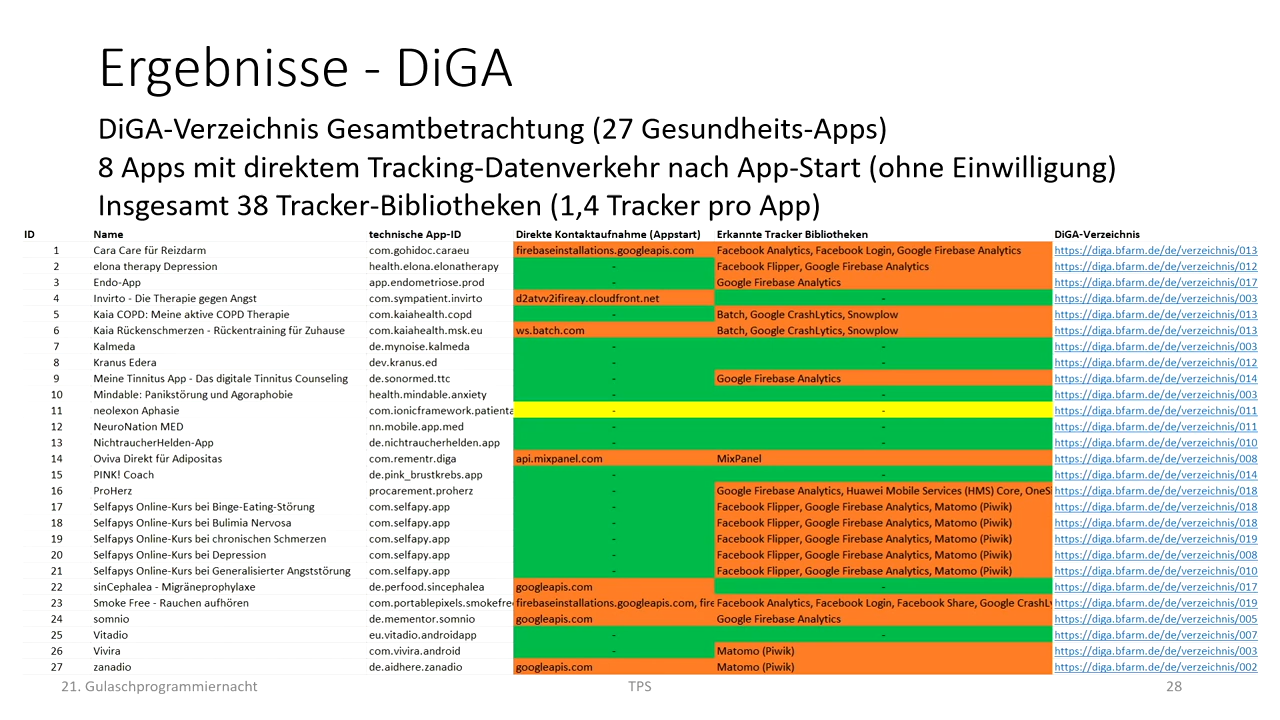 Ergebnisse - DiGA
DiGA-Verzeichnis Gesamtbetrachtung (27 Gesundheits-Apps)
8 Apps mit direktem Tracking-Datenverkehr nach App-Start (ohne Einwilligung)
Insgesamt 38 Tracker-Bibliotheken (1,4 Tracker pro App)
ID Name technische App-ID Direkte Kontaktaufnahme (Appstart) Erkannte Tracker Bibliotheken DiGA-Verzeichnis
1 Cara Care für Reizdarm com.gohidoc.caraeu firebaseinstallations.googleapis.com Facebook Analytics, Facebook Login, Google Firebase Analytics https://diga.bfarm.de/de/verzeichnis/013
2 elona therapy Depression health.elona.elonatherapy - Facebook Flipper, Google Firebase Analytics https://diga.bfarm.de/de/verzeichnis/012
3 Endo-App app.endometriose.prod - Google Firebase Analytics https://diga.bfarm.de/de/verzeichnis/017
4 Invirto - Die Therapie gegen Angst com.sympatient.invirto d2atvv2ifireay.cloudfront.net - https://diga.bfarm.de/de/verzeichnis/003
5 Kaia COPD: Meine aktive COPD Therapie com.kaiahealth.copd - Batch, Google CrashLytics, Snowplow https://diga.bfarm.de/de/verzeichnis/013
6 Kaia Rückenschmerzen - Rückentraining für Zuhause com.kaiahealth.msk.eu ws.batch.com Batch, Google CrashLytics, Snowplow https://diga.bfarm.de/de/verzeichnis/013
7 Kalmeda de.mynoise.kalmeda - - https://diga.bfarm.de/de/verzeichnis/003
8 Kranus Edera dev.kranus.ed - - https://diga.bfarm.de/de/verzeichnis/012
9 Meine Tinnitus App - Das digitale Tinnitus Counseling de.sonormed.ttc - Google Firebase Analytics https://diga.bfarm.de/de/verzeichnis/014
10 Mindable: Panikstörung und Agoraphobie health.mindable.anxiety - - https://diga.bfarm.de/de/verzeichnis/003
11 neolexon Aphasie com.ionicframework.patienta - - https://diga.bfarm.de/de/verzeichnis/011
12 NeuroNation MED nn.mobile.app.med - - https://diga.bfarm.de/de/verzeichnis/011
13 NichtraucherHelden-App de.nichtraucherhelden.app - - https://diga.bfarm.de/de/verzeichnis/010
14 Oviva Direkt für Adipositas com.rementr.diga api.mixpanel.com MixPanel https://diga.bfarm.de/de/verzeichnis/008
15 PINK! Coach de.pink_brustkrebs.app - - https://diga.bfarm.de/de/verzeichnis/014
16 ProHerz procarement.proherz - Google Firebase Analytics, Huawei Mobile Services (HMS) Core, OneSi https://diga.bfarm.de/de/verzeichnis/018
17 Selfapys Online-Kurs bei Binge-Eating-Störung com.selfapy.app - Facebook Flipper, Google Firebase Analytics, Matomo (Piwik) https://diga.bfarm.de/de/verzeichnis/018
18 Selfapys Online-Kurs bei Bulimia Nervosa com.selfapy.app - Facebook Flipper, Google Firebase Analytics, Matomo (Piwik) https://diga.bfarm.de/de/verzeichnis/018
19 Selfapys Online-Kurs bei chronischen Schmerzen com.selfapy.app - Facebook Flipper, Google Firebase Analytics, Matomo (Piwik) https://diga.bfarm.de/de/verzeichnis/019
20 Selfapys Online-Kurs bei Depression com.selfapy.app - Facebook Flipper, Google Firebase Analytics, Matomo (Piwik) https://diga.bfarm.de/de/verzeichnis/008
21 Selfapys Online-Kurs bei Generalisierter Angststörung com.selfapy.app - Facebook Flipper, Google Firebase Analytics, Matomo (Piwik) https://diga.bfarm.de/de/verzeichnis/010
22 sinCephalea - Migräneprophylaxe de.perfood.sincephalea googleapis.com - https://diga.bfarm.de/de/verzeichnis/017
23 Smoke Free - Rauchen aufhören com.portablepixels.smokefre firebaseinstallations.googleapis.com, fire Facebook Analytics, Facebook Login, Facebook Share, Google CrashLy https://diga.bfarm.de/de/verzeichnis/019
24 somnio de.mementor.somnio googleapis.com Google Firebase Analytics https://diga.bfarm.de/de/verzeichnis/005
25 Vitadio eu.vitadio.androidapp - - https://diga.bfarm.de/de/verzeichnis/007
26 Vivira com.vivira.android - Matomo (Piwik) https://diga.bfarm.de/de/verzeichnis/003
27 zanadio de.aidhere.zanadio googleapis.com Matomo (Piwik) https://diga.bfarm.de/de/verzeichnis/002
21. Gulaschprogrammiernacht TPS 28